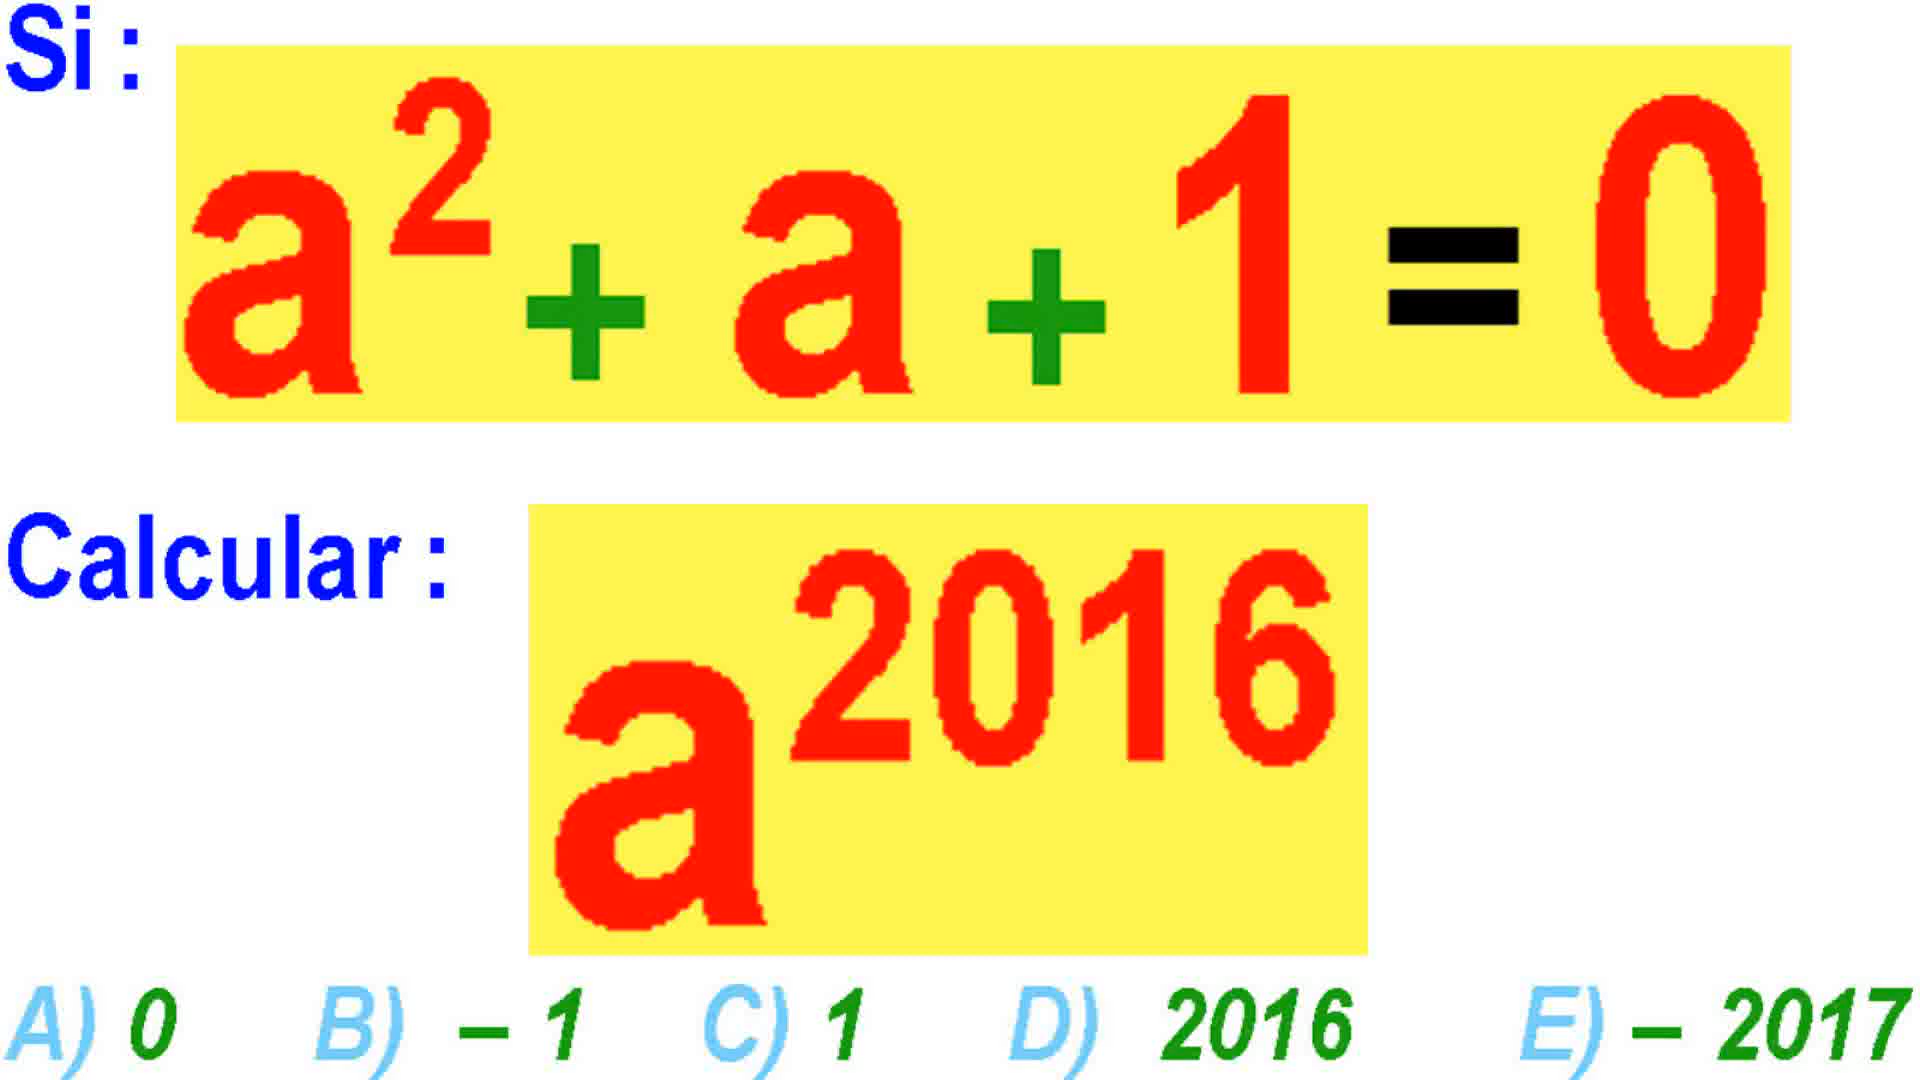 Si : a² + a + 1 = 0
Calcular : a²⁰¹⁶
A) 0 B) – 1 C) 1 D) 2016 E) – 2017